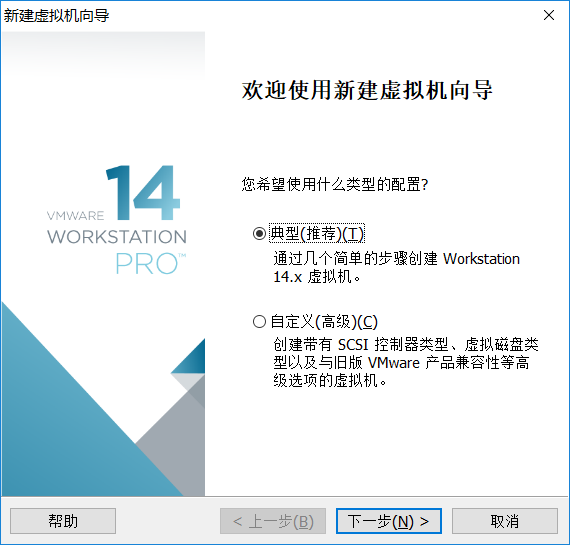 新建虚拟机向导
欢迎使用新建虚拟机向导
14
VMWARE
WORKSTATION
PRO™
您希望使用什么类型的配置?
典型(推荐)(T)
通过几个简单的步骤创建 Workstation
14.x 虚拟机。
自定义(高级)(C)
创建带有 SCSI 控制器类型、虚拟磁盘类
型以及与旧版 VMware 产品兼容性等高
级选项的虚拟机。
帮助
< 上一步(B)
下一步(N) >
取消